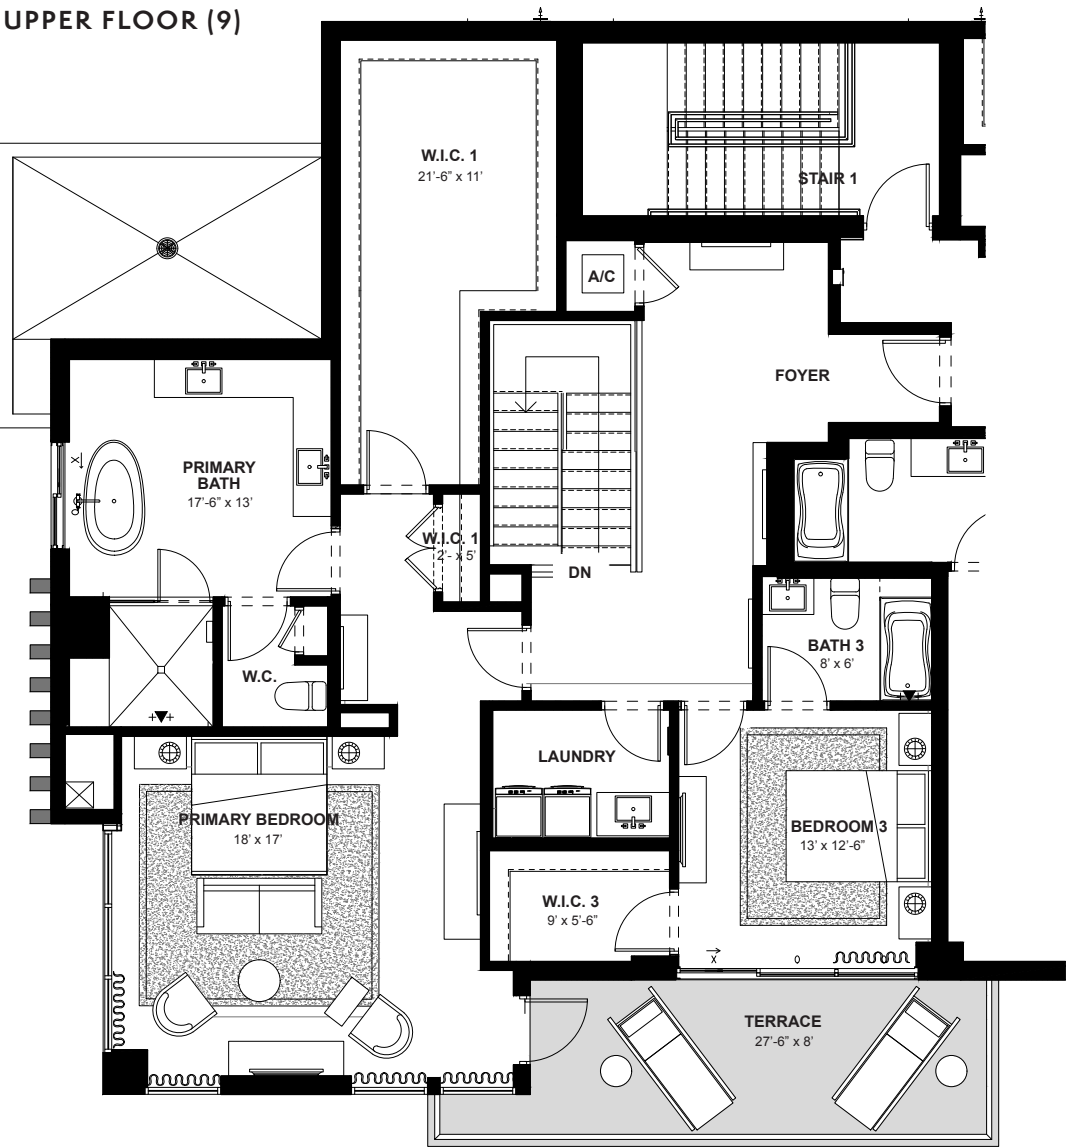 UPPER FLOOR (9)
W.I.C. 1
21'-6" x 11'
STAIR 1
A/C
FOYER
PRIMARY
BATH
17'-6" x 13'
X
W.I.C. 1
2'- x 5'
DN
BATH 3
8' x 6'
W.C.
LAUNDRY
PRIMARY BEDROOM
18' x 17'
BEDROOM 3
13' x 12'-6"
W.I.C. 3
9' x 5'-6"
X
O
TERRACE
27'-6" x 8'